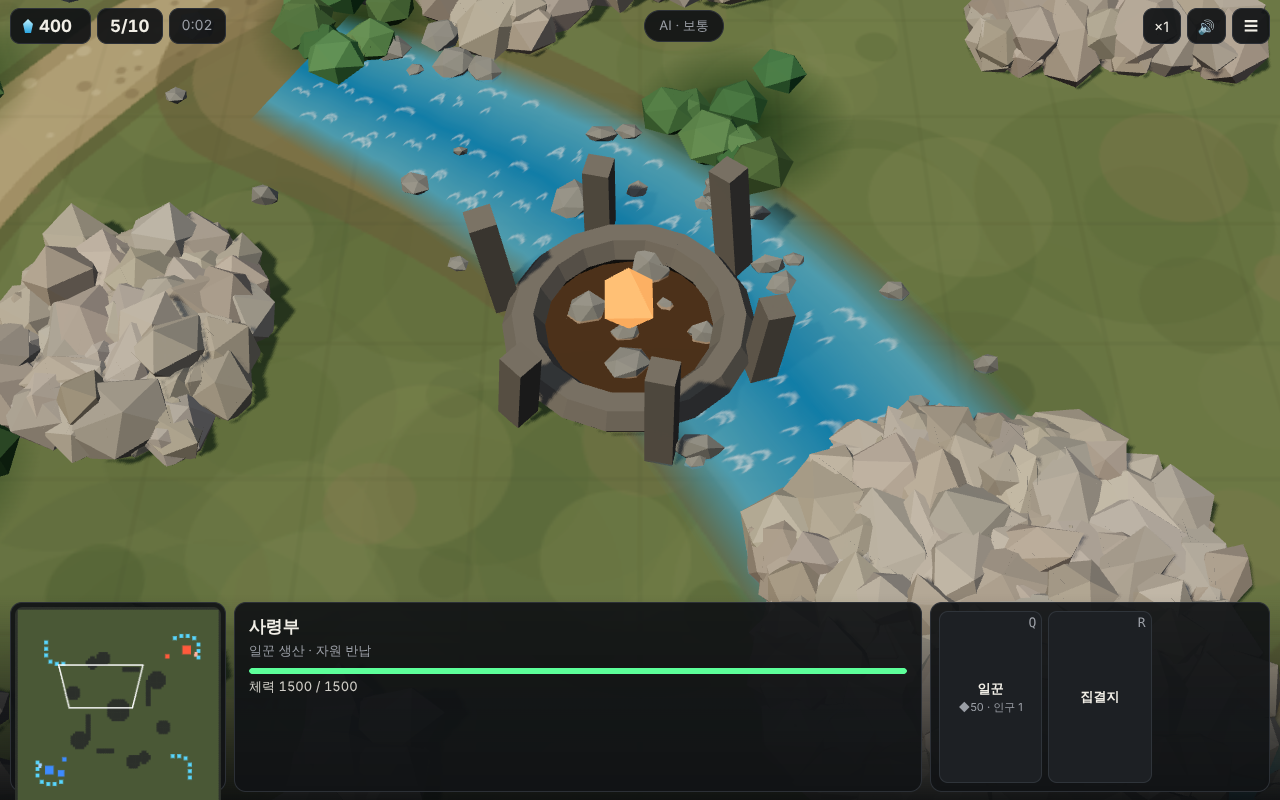 400
5/10
0:02
AI · 보통
×1
사령부
일꾼 생산 · 자원 반납
체력 1500 / 1500
Q
일꾼
◆50 · 인구 1
R
집결지